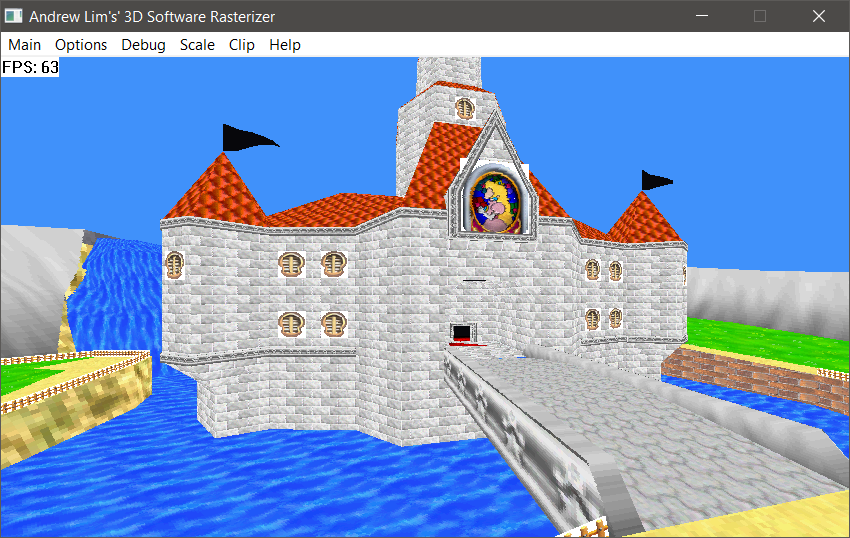 Andrew Lim's' 3D Software Rasterizer
Main Options Debug Scale Clip Help
FPS: 63